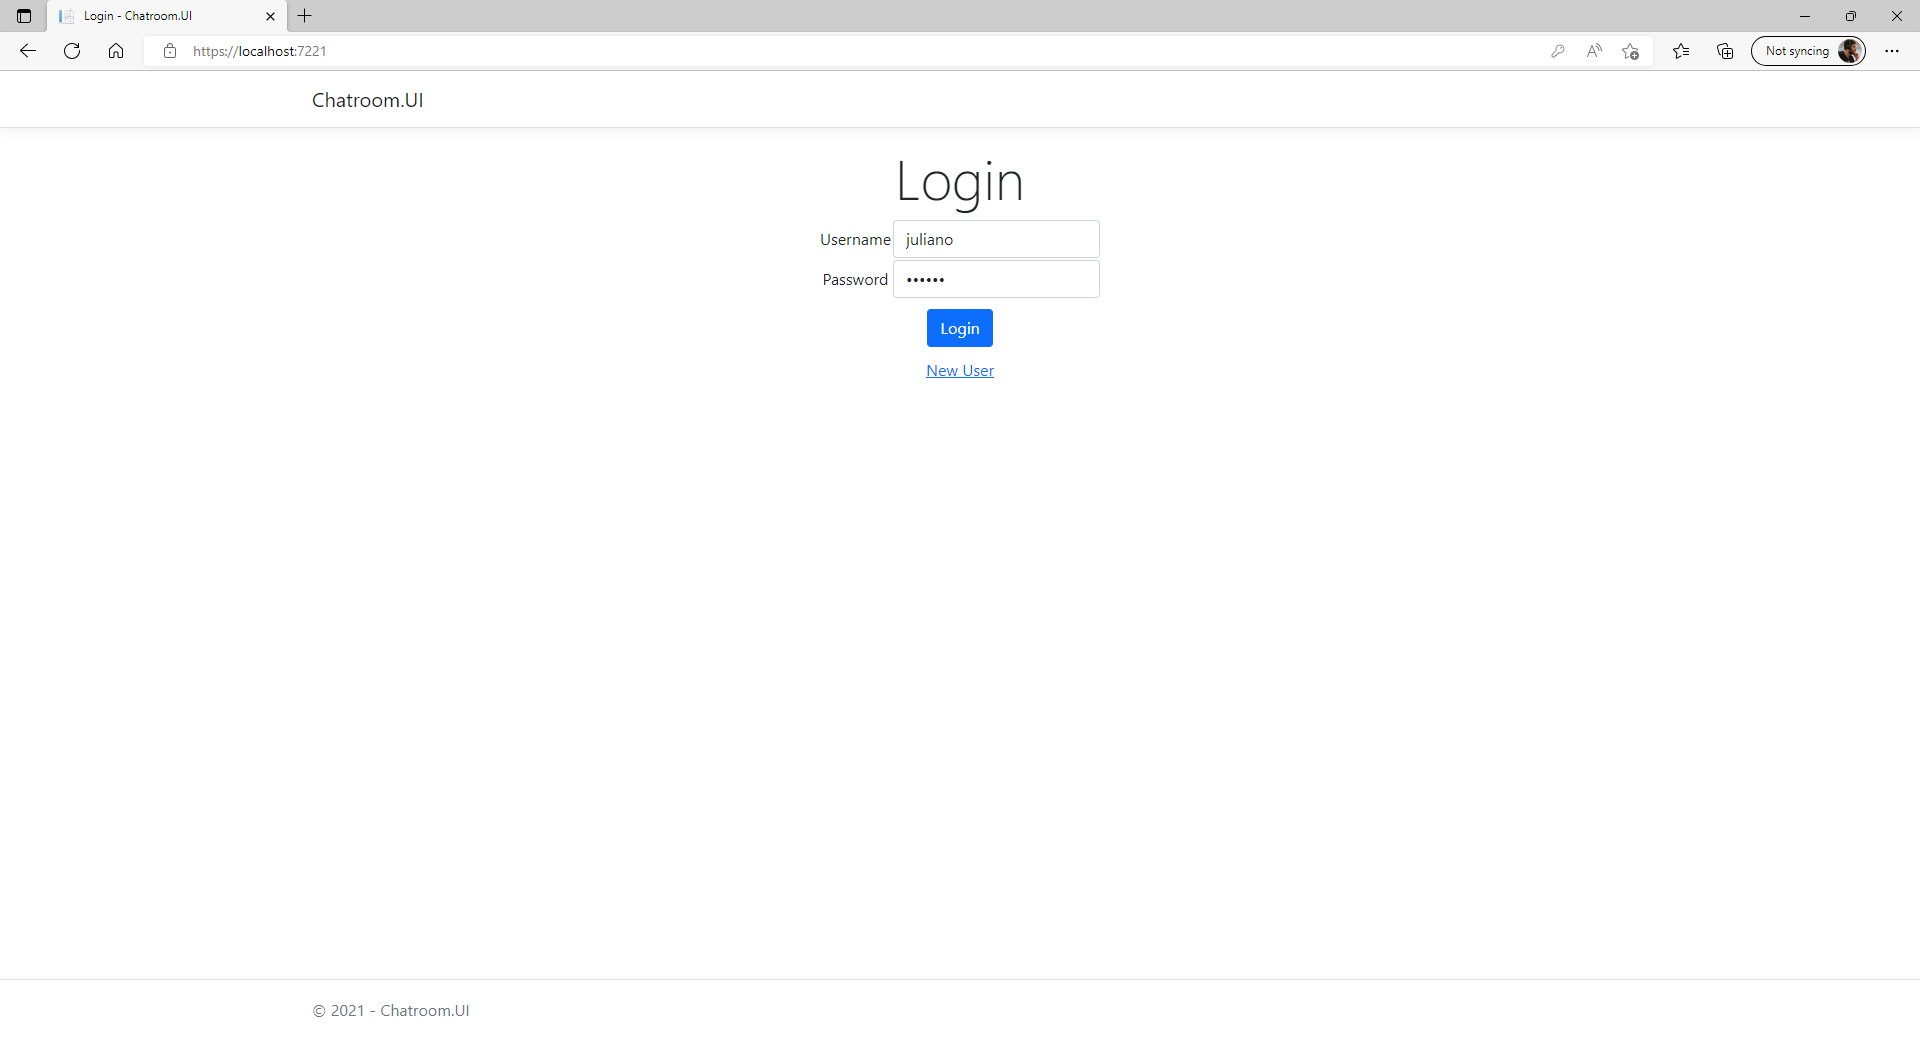 Login - Chatroom.UI
https://localhost:7221
Not syncing
Chatroom.UI
Login
Username juliano
Password ••••••
Login
New User
© 2021 - Chatroom.UI